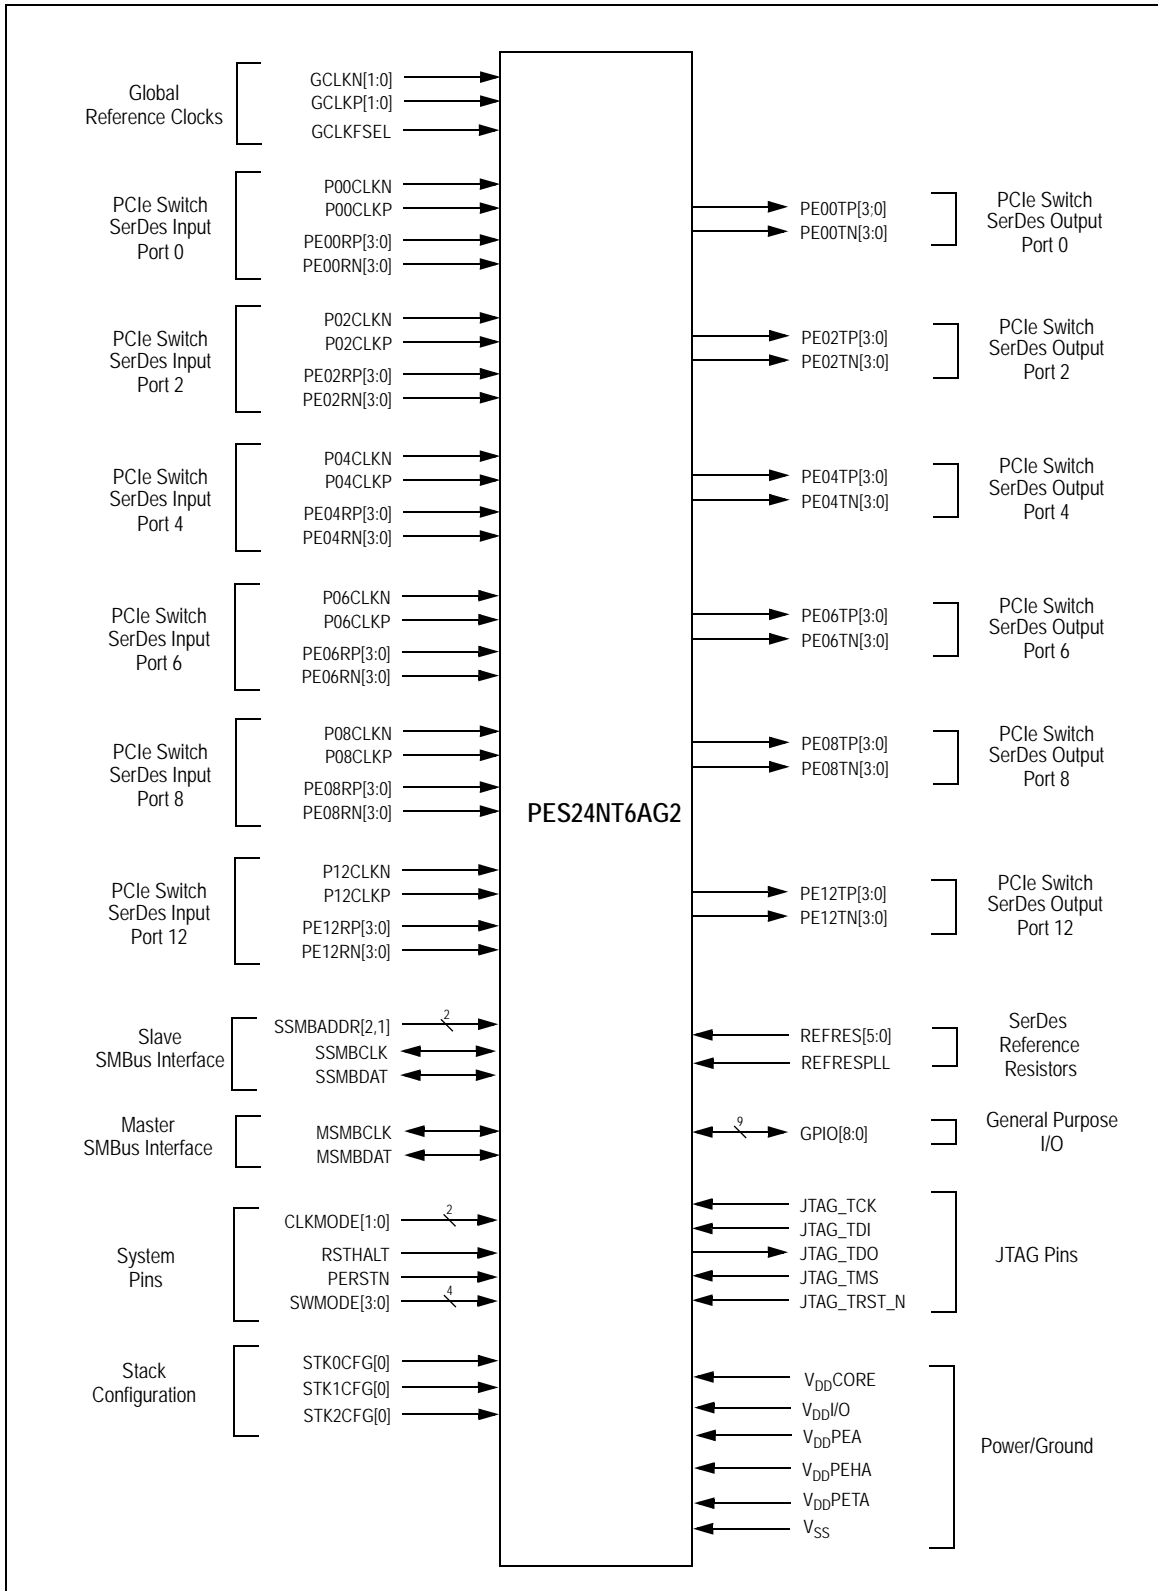 Global
Reference Clocks
GCLKN[1:0]
GCLKP[1:0]
GCLKFSEL
PCIe Switch
SerDes Input
Port 0
P00CLKN
P00CLKP
PE00RP[3:0]
PE00RN[3:0]
PCIe Switch
SerDes Input
Port 2
P02CLKN
P02CLKP
PE02RP[3:0]
PE02RN[3:0]
PCIe Switch
SerDes Input
Port 4
P04CLKN
P04CLKP
PE04RP[3:0]
PE04RN[3:0]
PCIe Switch
SerDes Input
Port 6
P06CLKN
P06CLKP
PE06RP[3:0]
PE06RN[3:0]
PCIe Switch
SerDes Input
Port 8
P08CLKN
P08CLKP
PE08RP[3:0]
PE08RN[3:0]
PCIe Switch
SerDes Input
Port 12
P12CLKN
P12CLKP
PE12RP[3:0]
PE12RN[3:0]
Slave
SMBus Interface
SSMBADDR[2,1]
2
SSMBCLK
SSMBDAT
Master
SMBus Interface
MSMBCLK
MSMBDAT
System
Pins
CLKMODE[1:0]
2
RSTHALT
PERSTN
SWMODE[3:0]
4
Stack
Configuration
STK0CFG[0]
STK1CFG[0]
STK2CFG[0]
PES24NT6AG2
PE00TP[3;0]
PE00TN[3:0]
PCIe Switch
SerDes Output
Port 0
PE02TP[3:0]
PE02TN[3:0]
PCIe Switch
SerDes Output
Port 2
PE04TP[3:0]
PE04TN[3:0]
PCIe Switch
SerDes Output
Port 4
PE06TP[3:0]
PE06TN[3:0]
PCIe Switch
SerDes Output
Port 6
PE08TP[3:0]
PE08TN[3:0]
PCIe Switch
SerDes Output
Port 8
PE12TP[3:0]
PE12TN[3:0]
PCIe Switch
SerDes Output
Port 12
REFRES[5:0]
REFRESPLL
SerDes
Reference
Resistors
9
GPIO[8:0]
General Purpose
I/O
JTAG_TCK
JTAG_TDI
JTAG_TDO
JTAG_TMS
JTAG_TRST_N
JTAG Pins
VDDCORE
VDDI/O
VDDPEA
VDDPEHA
VDDPETA
VSS
Power/Ground